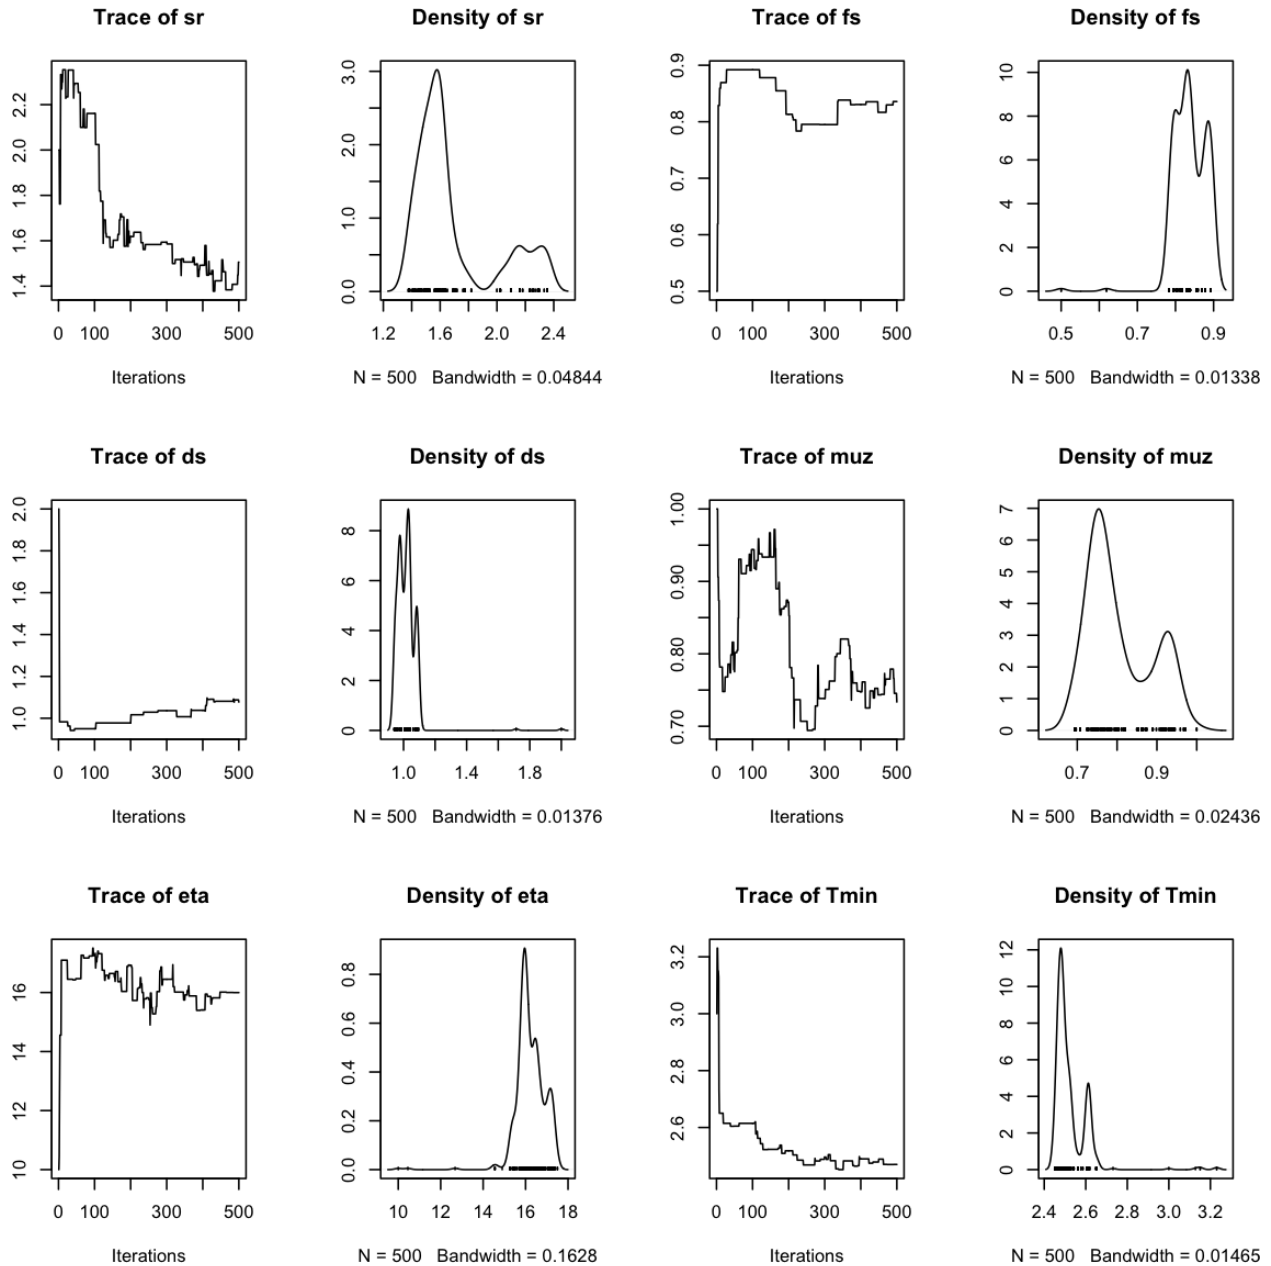 Trace of sr
2.2
2.0
1.8
1.6
1.4
0 100 300 500
Iterations
Density of sr
3.0
2.0
1.0
0.0
1.2 1.6 2.0 2.4
N = 500 Bandwidth = 0.04844
Trace of fs
0.9
0.8
0.7
0.6
0.5
0 100 300 500
Iterations
Density of fs
10
8
6
4
2
0
0.5 0.7 0.9
N = 500 Bandwidth = 0.01338
Trace of ds
2.0
1.8
1.6
1.4
1.2
1.0
0 100 300 500
Iterations
Density of ds
8
6
4
2
0
1.0 1.4 1.8
N = 500 Bandwidth = 0.01376
Trace of muz
1.00
0.90
0.80
0.70
0 100 300 500
Iterations
Density of muz
7
6
5
4
3
2
1
0
0.7 0.9
N = 500 Bandwidth = 0.02436
Trace of eta
16
14
12
10
0 100 300 500
Iterations
Density of eta
0.8
0.6
0.4
0.2
0.0
10 12 14 16 18
N = 500 Bandwidth = 0.1628
Trace of Tmin
3.2
3.0
2.8
2.6
0 100 300 500
Iterations
Density of Tmin
12
10
8
6
4
2
0
2.4 2.6 2.8 3.0 3.2
N = 500 Bandwidth = 0.01465